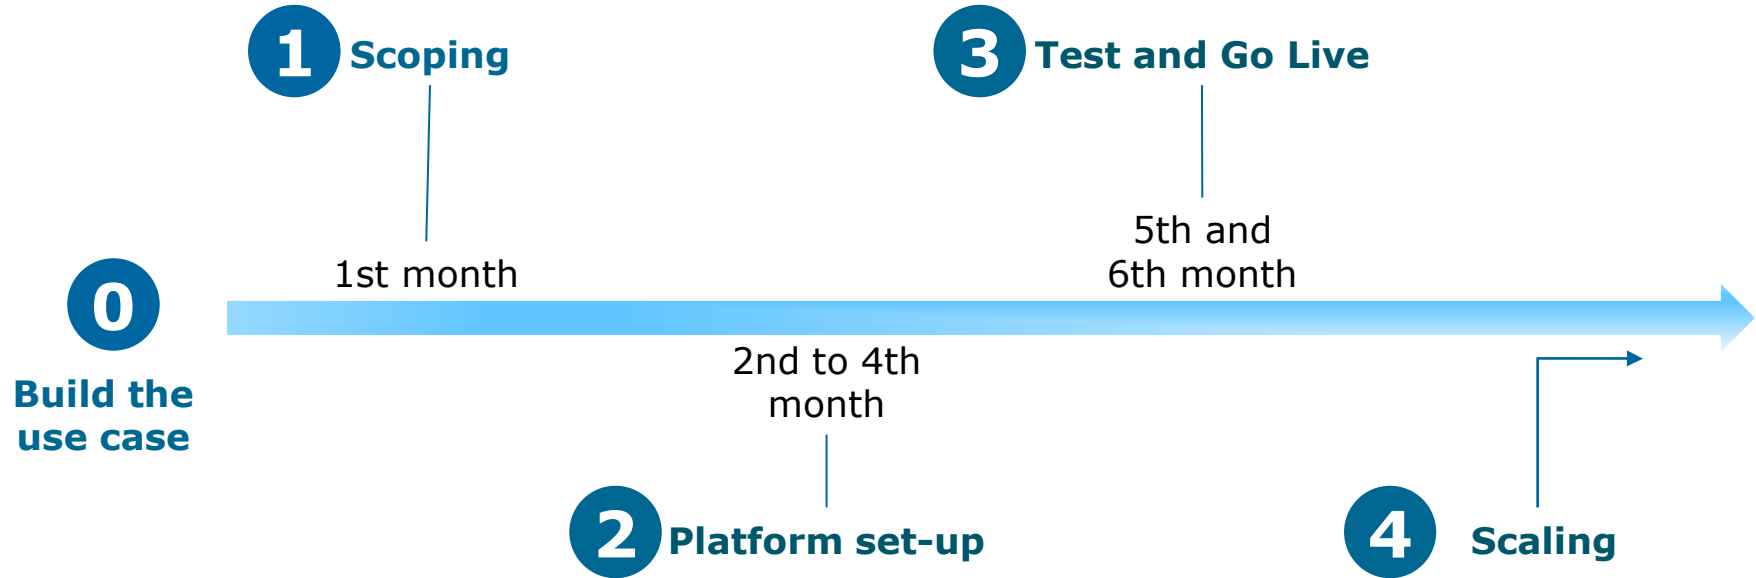 1 Scoping
3 Test and Go Live
1st month
5th and
6th month
0
Build the
use case
2nd to 4th
month
2 Platform set-up
4 Scaling